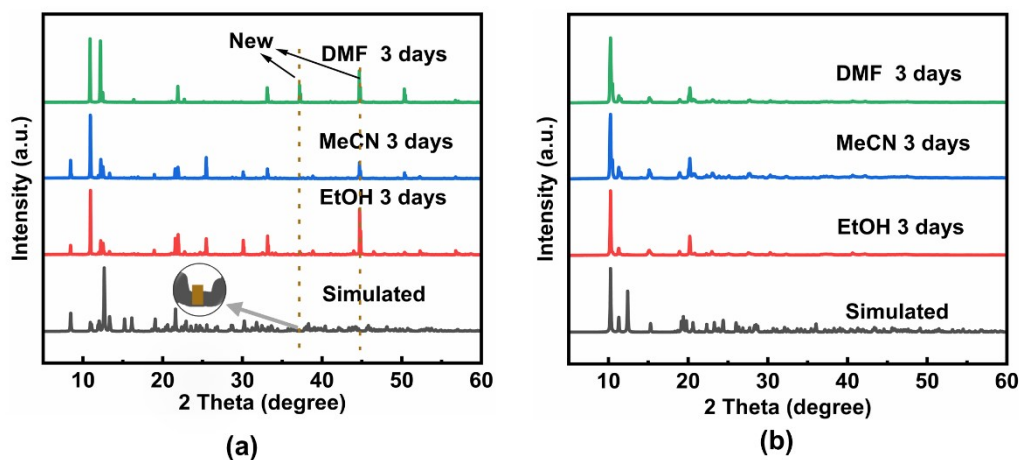 New
DMF 3 days
MeCN 3 days
EtOH 3 days
Simulated
Intensity (a.u.)
10 20 30 40 50 60
2 Theta (degree)
(a)
DMF 3 days
MeCN 3 days
EtOH 3 days
Simulated
Intensity (a.u.)
10 20 30 40 50 60
2 Theta (degree)
(b)